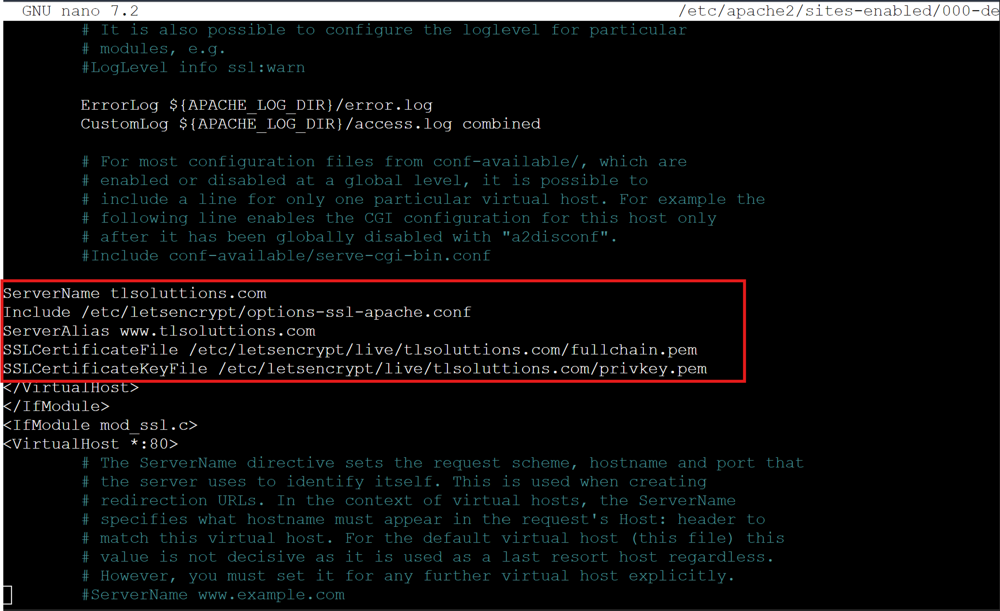 GNU nano 7.2 /etc/apache2/sites-enabled/000-de
# It is also possible to configure the loglevel for particular
# modules, e.g.
#LogLevel info ssl:warn
ErrorLog ${APACHE_LOG_DIR}/error.log
CustomLog ${APACHE_LOG_DIR}/access.log combined
# For most configuration files from conf-available/, which are
# enabled or disabled at a global level, it is possible to
# include a line for only one particular virtual host. For example the
# following line enables the CGI configuration for this host only
# after it has been globally disabled with "a2disconf".
#Include conf-available/serve-cgi-bin.conf
ServerName tlsoluttions.com
Include /etc/letsencrypt/options-ssl-apache.conf
ServerAlias www.tlsoluttions.com
SSLCertificateFile /etc/letsencrypt/live/tlsoluttions.com/fullchain.pem
SSLCertificateKeyFile /etc/letsencrypt/live/tlsoluttions.com/privkey.pem
</VirtualHost>
</IfModule>
<IfModule mod_ssl.c>
<VirtualHost *:80>
# The ServerName directive sets the request scheme, hostname and port that
# the server uses to identify itself. This is used when creating
# redirection URLs. In the context of virtual hosts, the ServerName
# specifies what hostname must appear in the request's Host: header to
# match this virtual host. For the default virtual host (this file) this
# value is not decisive as it is used as a last resort host regardless.
# However, you must set it for any further virtual host explicitly.
#ServerName www.example.com